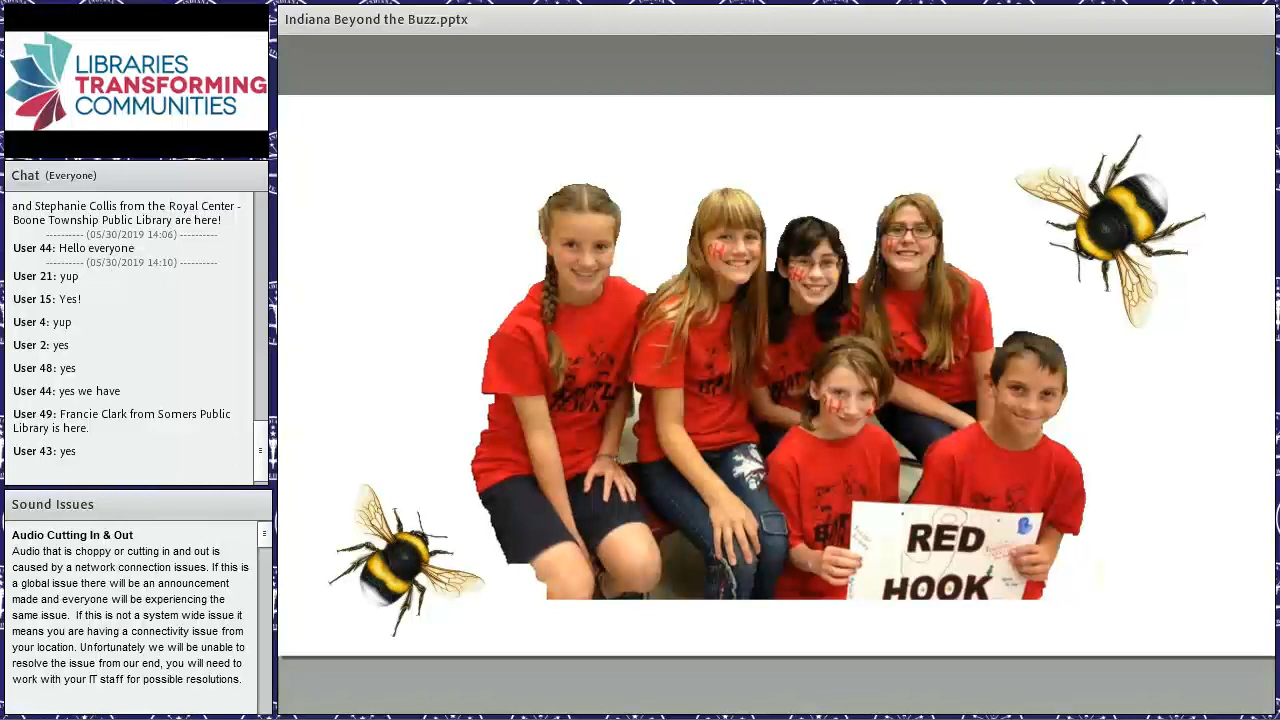 Indiana Beyond the Buzz.pptx
LIBRARIES
TRANSFORMING
COMMUNITIES
Chat (Everyone)
and Stephanie Collis from the Royal Center -
Boone Township Public Library are here!
---------- (05/30/2019 14:06) ----------
User 44: Hello everyone
---------- (05/30/2019 14:10) ----------
User 21: yup
User 15: Yes!
User 4: yup
User 2: yes
User 48: yes
User 44: yes we have
User 49: Francie Clark from Somers Public
Library is here.
User 43: yes
Sound Issues
Audio Cutting In & Out
Audio that is choppy or cutting in and out is
caused by a network connection issues. If this is
a global issue there will be an announcement
made and everyone will be experiencing the
same issue. If this is not a system wide issue it
means you are having a connectivity issue from
your location. Unfortunately we will be unable to
resolve the issue from our end, you will need to
work with your IT staff for possible resolutions.
RED
HOOK